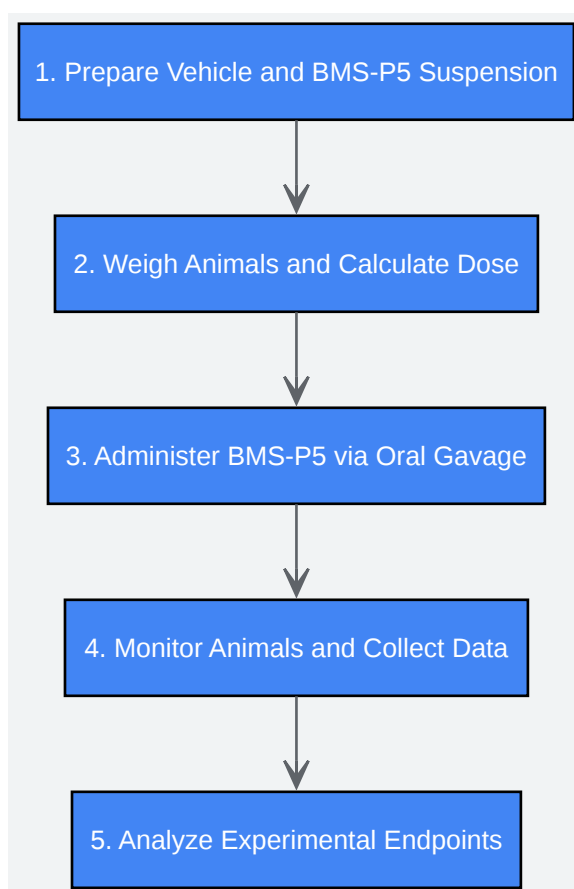 1. Prepare Vehicle and BMS-P5 Suspension
2. Weigh Animals and Calculate Dose
3. Administer BMS-P5 via Oral Gavage
4. Monitor Animals and Collect Data
5. Analyze Experimental Endpoints